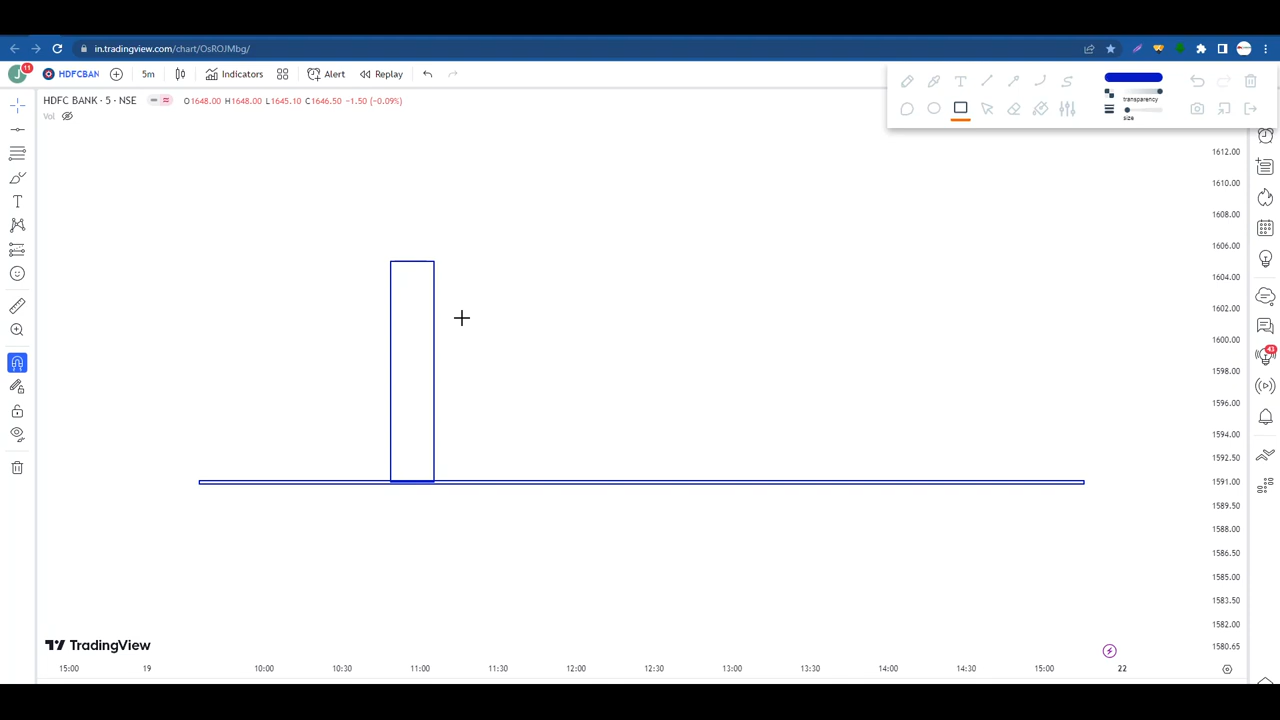 in.tradingview.com/chart/OsROJMbg/
J 11 HDFCBAN 5m Indicators Alert Replay
transparency
size
HDFC BANK · 5 · NSE O1648.00 H1648.00 L1645.10 C1646.50 -1.50 (-0.09%)
Vol
1612.00
1610.00
1608.00
1606.00
1604.00
1602.00
1600.00
1598.00
1596.00
1594.00
1592.50
1591.00
1589.50
1588.00
1586.50
1585.00
1583.50
1582.00
1580.65
43
TradingView
15:00 19 10:00 10:30 11:00 11:30 12:00 12:30 13:00 13:30 14:00 14:30 15:00 22